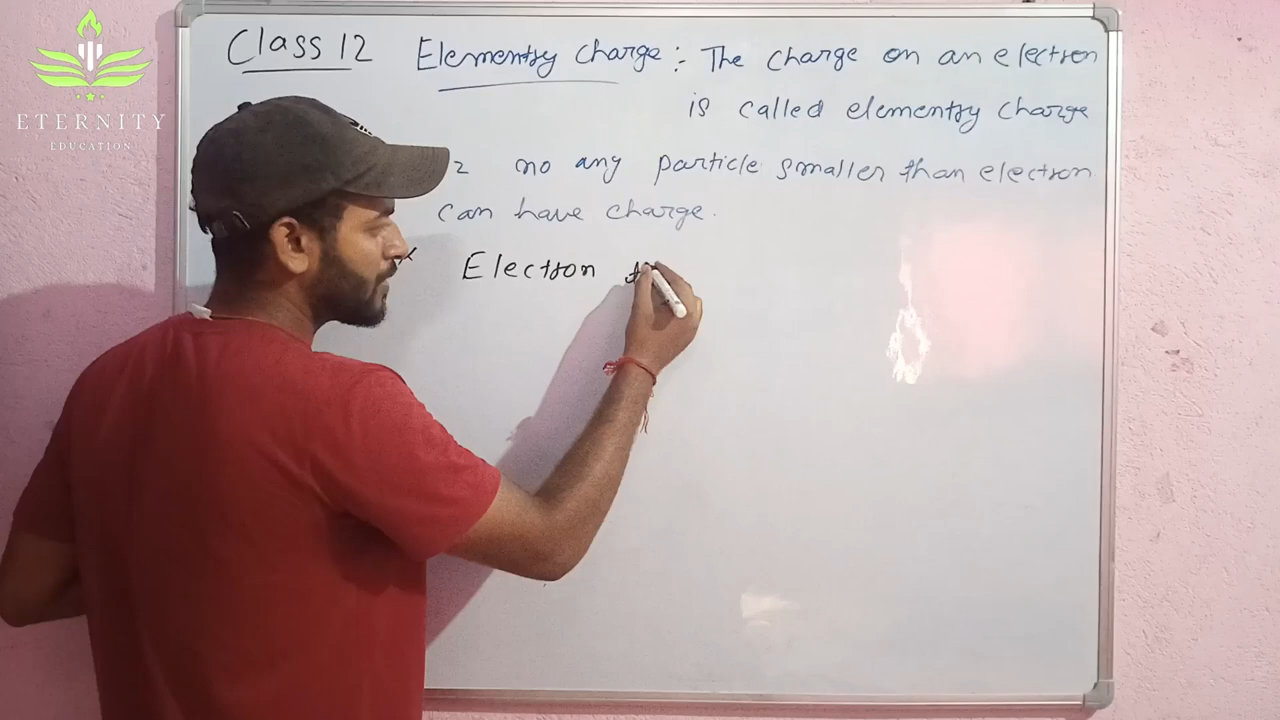 ETERNITY
EDUCATION
Class 12 Elementry charge : The charge on an electron
is called elementry charge
2 no any particle smaller than electron
can have charge.
Electron